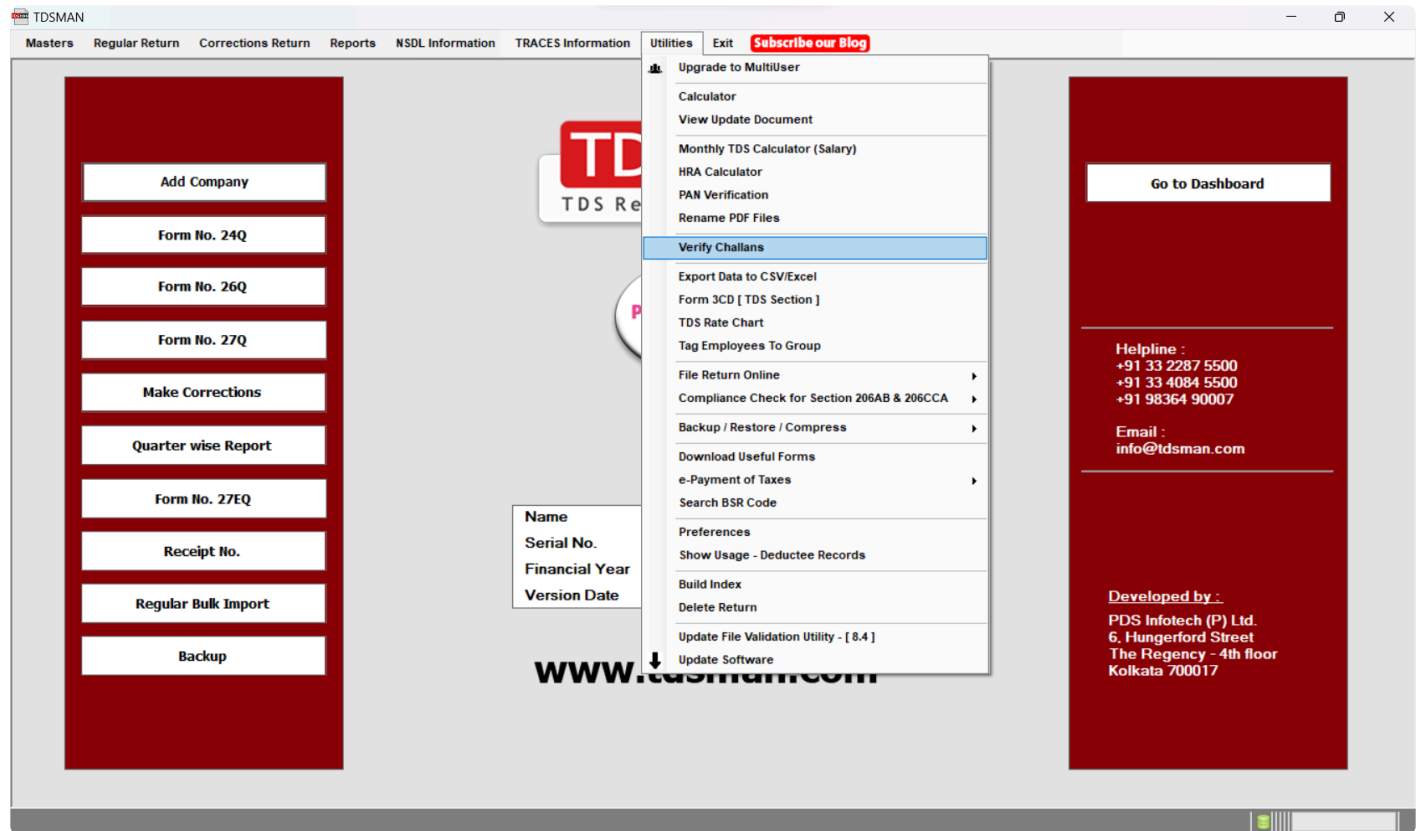 TDSMAN
Masters Regular Return Corrections Return Reports NSDL Information TRACES Information Utilities Exit Subscribe our Blog
Add Company
Form No. 24Q
Form No. 26Q
Form No. 27Q
Make Corrections
Quarter wise Report
Form No. 27EQ
Receipt No.
Regular Bulk Import
Backup
TD
TDS Re
P
Name
Serial No.
Financial Year
Version Date
www.tdsman.com
Upgrade to MultiUser
Calculator
View Update Document
Monthly TDS Calculator (Salary)
HRA Calculator
PAN Verification
Rename PDF Files
Verify Challans
Export Data to CSV/Excel
Form 3CD [ TDS Section ]
TDS Rate Chart
Tag Employees To Group
File Return Online
Compliance Check for Section 206AB & 206CCA
Backup / Restore / Compress
Download Useful Forms
e-Payment of Taxes
Search BSR Code
Preferences
Show Usage - Deductee Records
Build Index
Delete Return
Update File Validation Utility - [ 8.4 ]
Update Software
Go to Dashboard
Helpline :
+91 33 2287 5500
+91 33 4084 5500
+91 98364 90007
Email :
info@tdsman.com
Developed by :
PDS Infotech (P) Ltd.
6, Hungerford Street
The Regency - 4th floor
Kolkata 700017